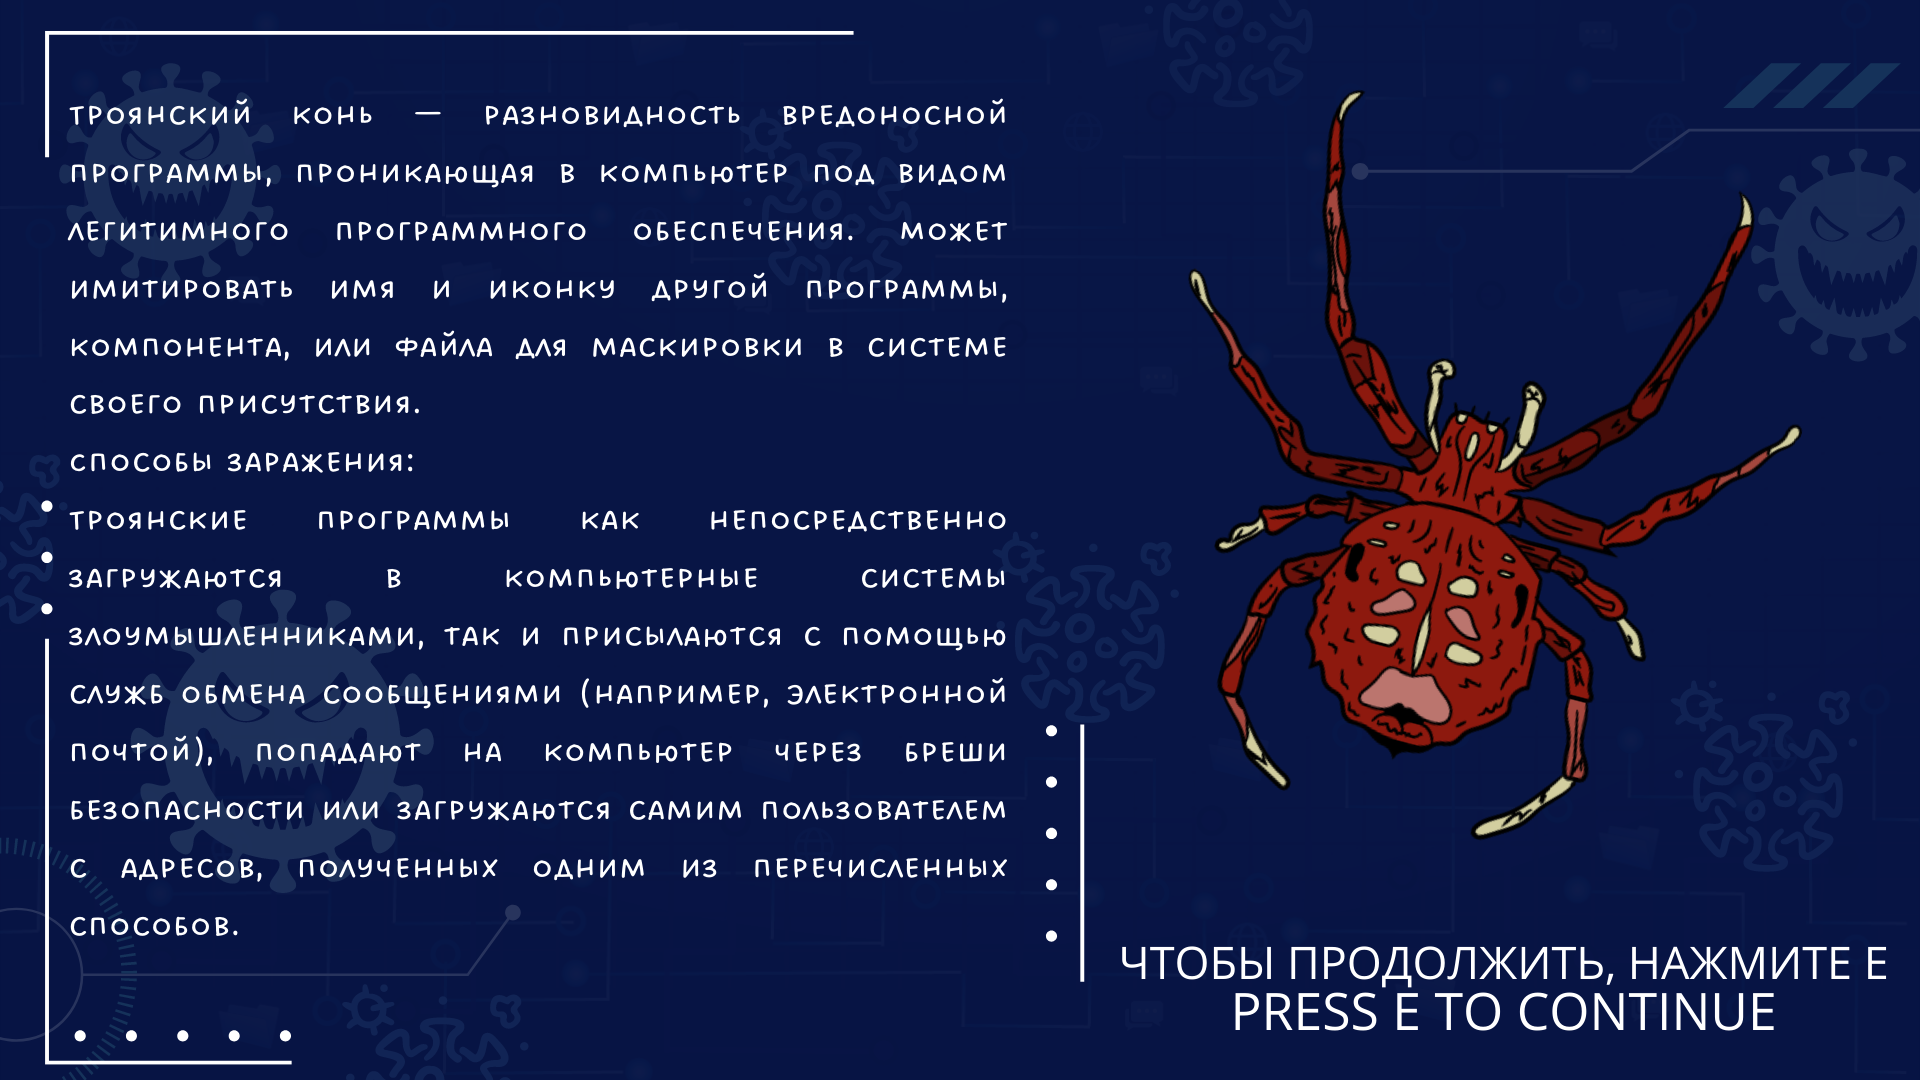 ТРОЯНСКИЙ КОНЬ — РАЗНОВИДНОСТЬ ВРЕДОНОСНОЙ
ПРОГРАММЫ, ПРОНИКАЮЩАЯ В КОМПЬЮТЕР ПОД ВИДОМ
ЛЕГИТИМНОГО ПРОГРАММНОГО ОБЕСПЕЧЕНИЯ. МОЖЕТ
ИМИТИРОВАТЬ ИМЯ И ИКОНКУ ДРУГОЙ ПРОГРАММЫ,
КОМПОНЕНТА, ИЛИ ФАЙЛА ДЛЯ МАСКИРОВКИ В СИСТЕМЕ
СВОЕГО ПРИСУТСТВИЯ.
СПОСОБЫ ЗАРАЖЕНИЯ:
ТРОЯНСКИЕ ПРОГРАММЫ КАК НЕПОСРЕДСТВЕННО
ЗАГРУЖАЮТСЯ В КОМПЬЮТЕРНЫЕ СИСТЕМЫ
ЗЛОУМЫШЛЕННИКАМИ, ТАК И ПРИСЫЛАЮТСЯ С ПОМОЩЬЮ
СЛУЖБ ОБМЕНА СООБЩЕНИЯМИ (НАПРИМЕР, ЭЛЕКТРОННОЙ
ПОЧТОЙ), ПОПАДАЮТ НА КОМПЬЮТЕР ЧЕРЕЗ БРЕШИ
БЕЗОПАСНОСТИ ИЛИ ЗАГРУЖАЮТСЯ САМИМ ПОЛЬЗОВАТЕЛЕМ
С АДРЕСОВ, ПОЛУЧЕННЫХ ОДНИМ ИЗ ПЕРЕЧИСЛЕННЫХ
СПОСОБОВ.
ЧТОБЫ ПРОДОЛЖИТЬ, НАЖМИТЕ E
PRESS E TO CONTINUE